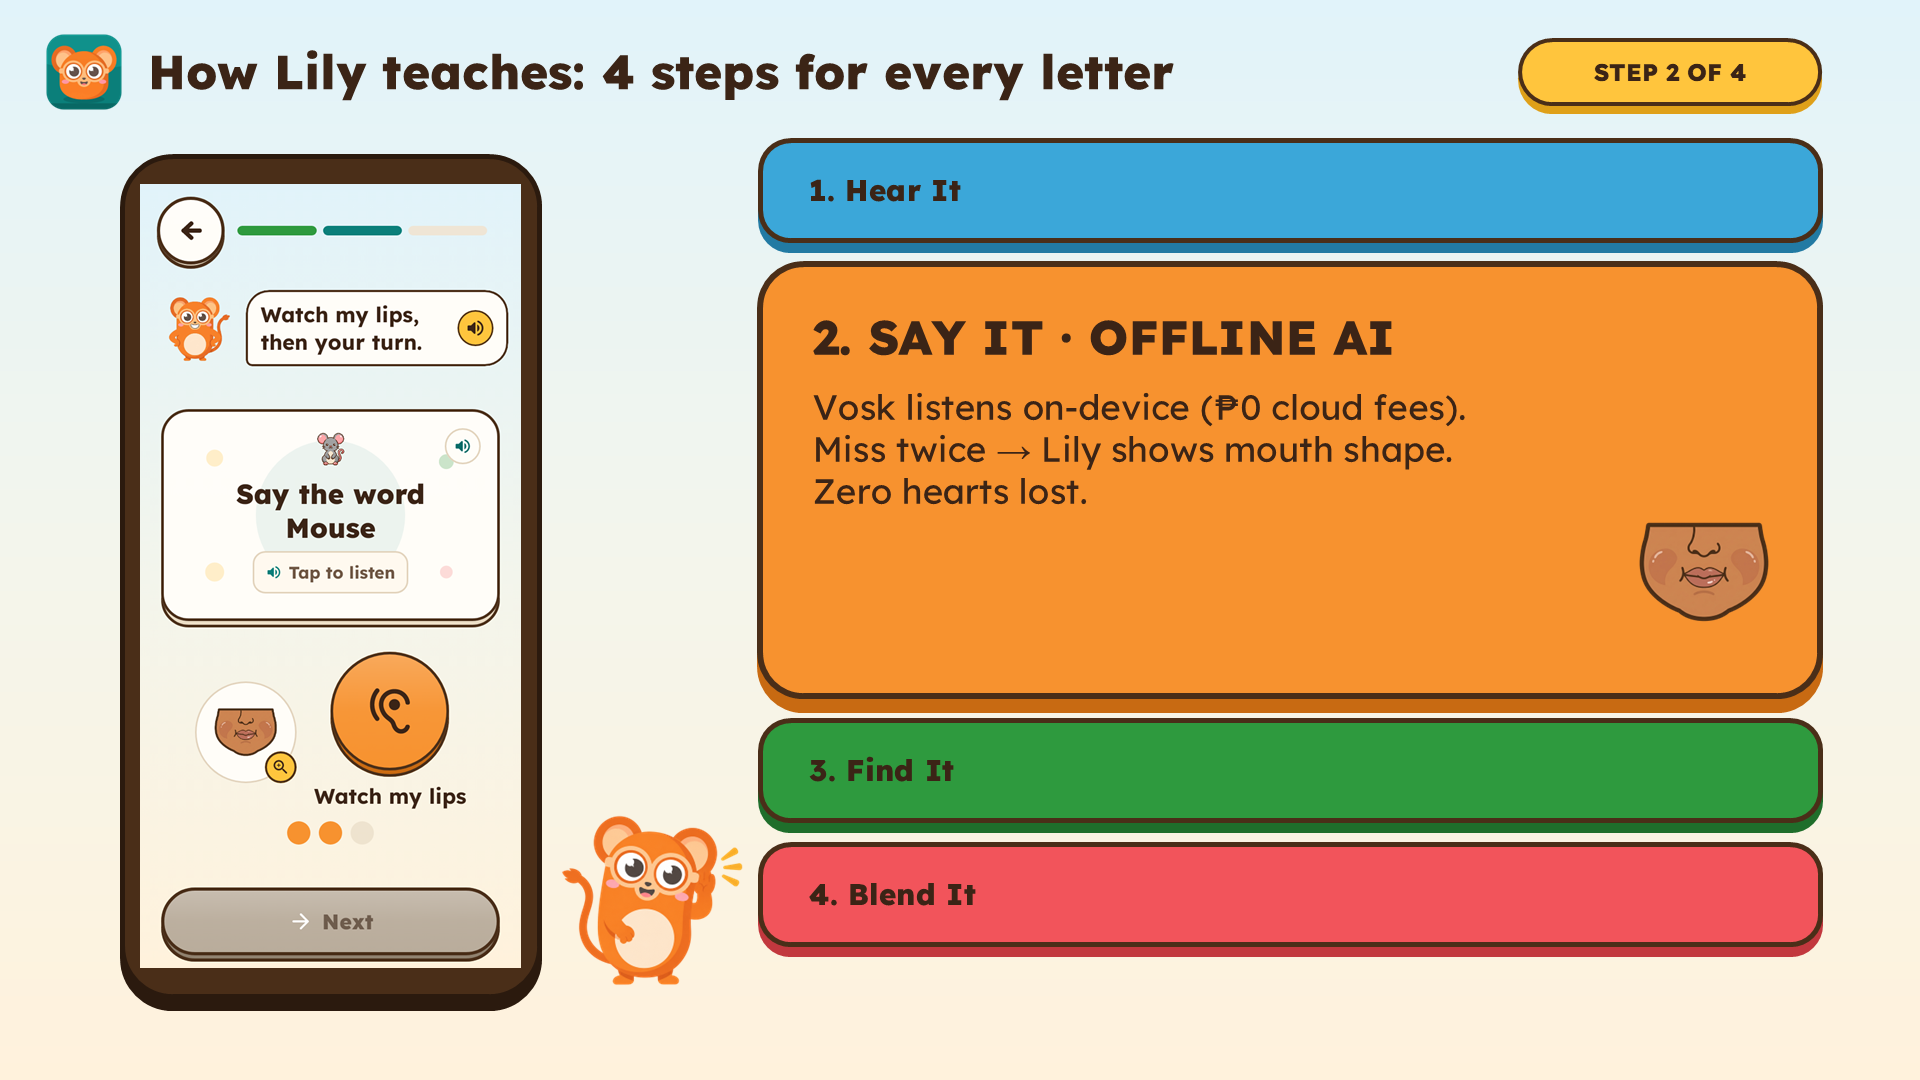 How Lily teaches: 4 steps for every letter
STEP 2 OF 4
Watch my lips,
then your turn.
Say the word
Mouse
Tap to listen
Watch my lips
Next
1. Hear It
2. SAY IT · OFFLINE AI
Vosk listens on-device (₱0 cloud fees).
Miss twice → Lily shows mouth shape.
Zero hearts lost.
3. Find It
4. Blend It